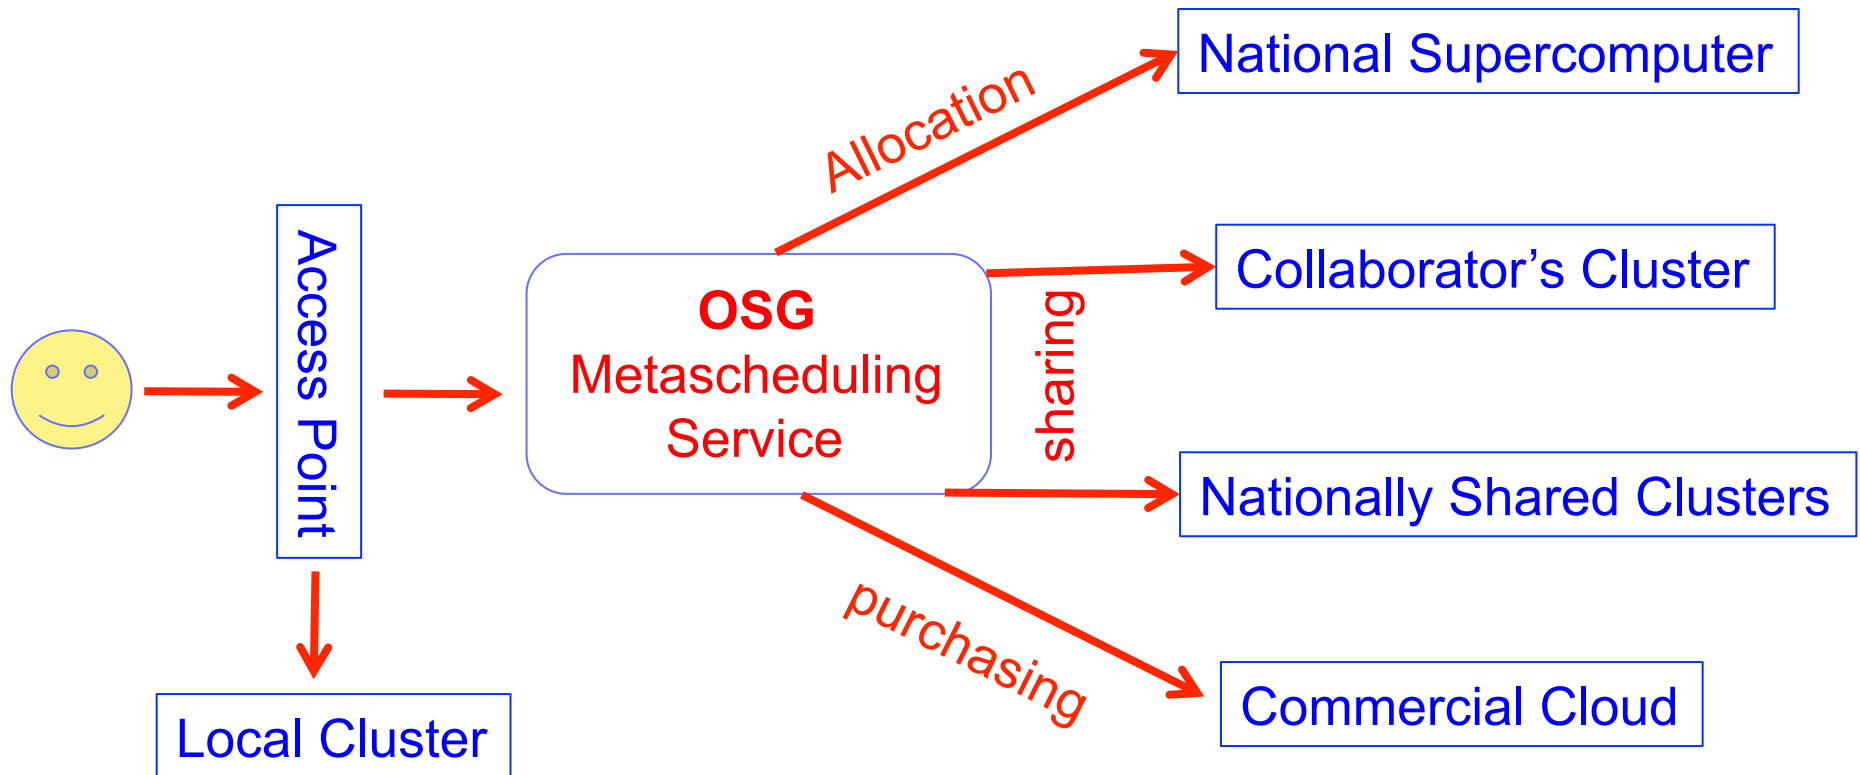 Access Point
Local Cluster
OSG
Metascheduling
Service
Allocation
National Supercomputer
sharing
Collaborator’s Cluster
Nationally Shared Clusters
purchasing
Commercial Cloud